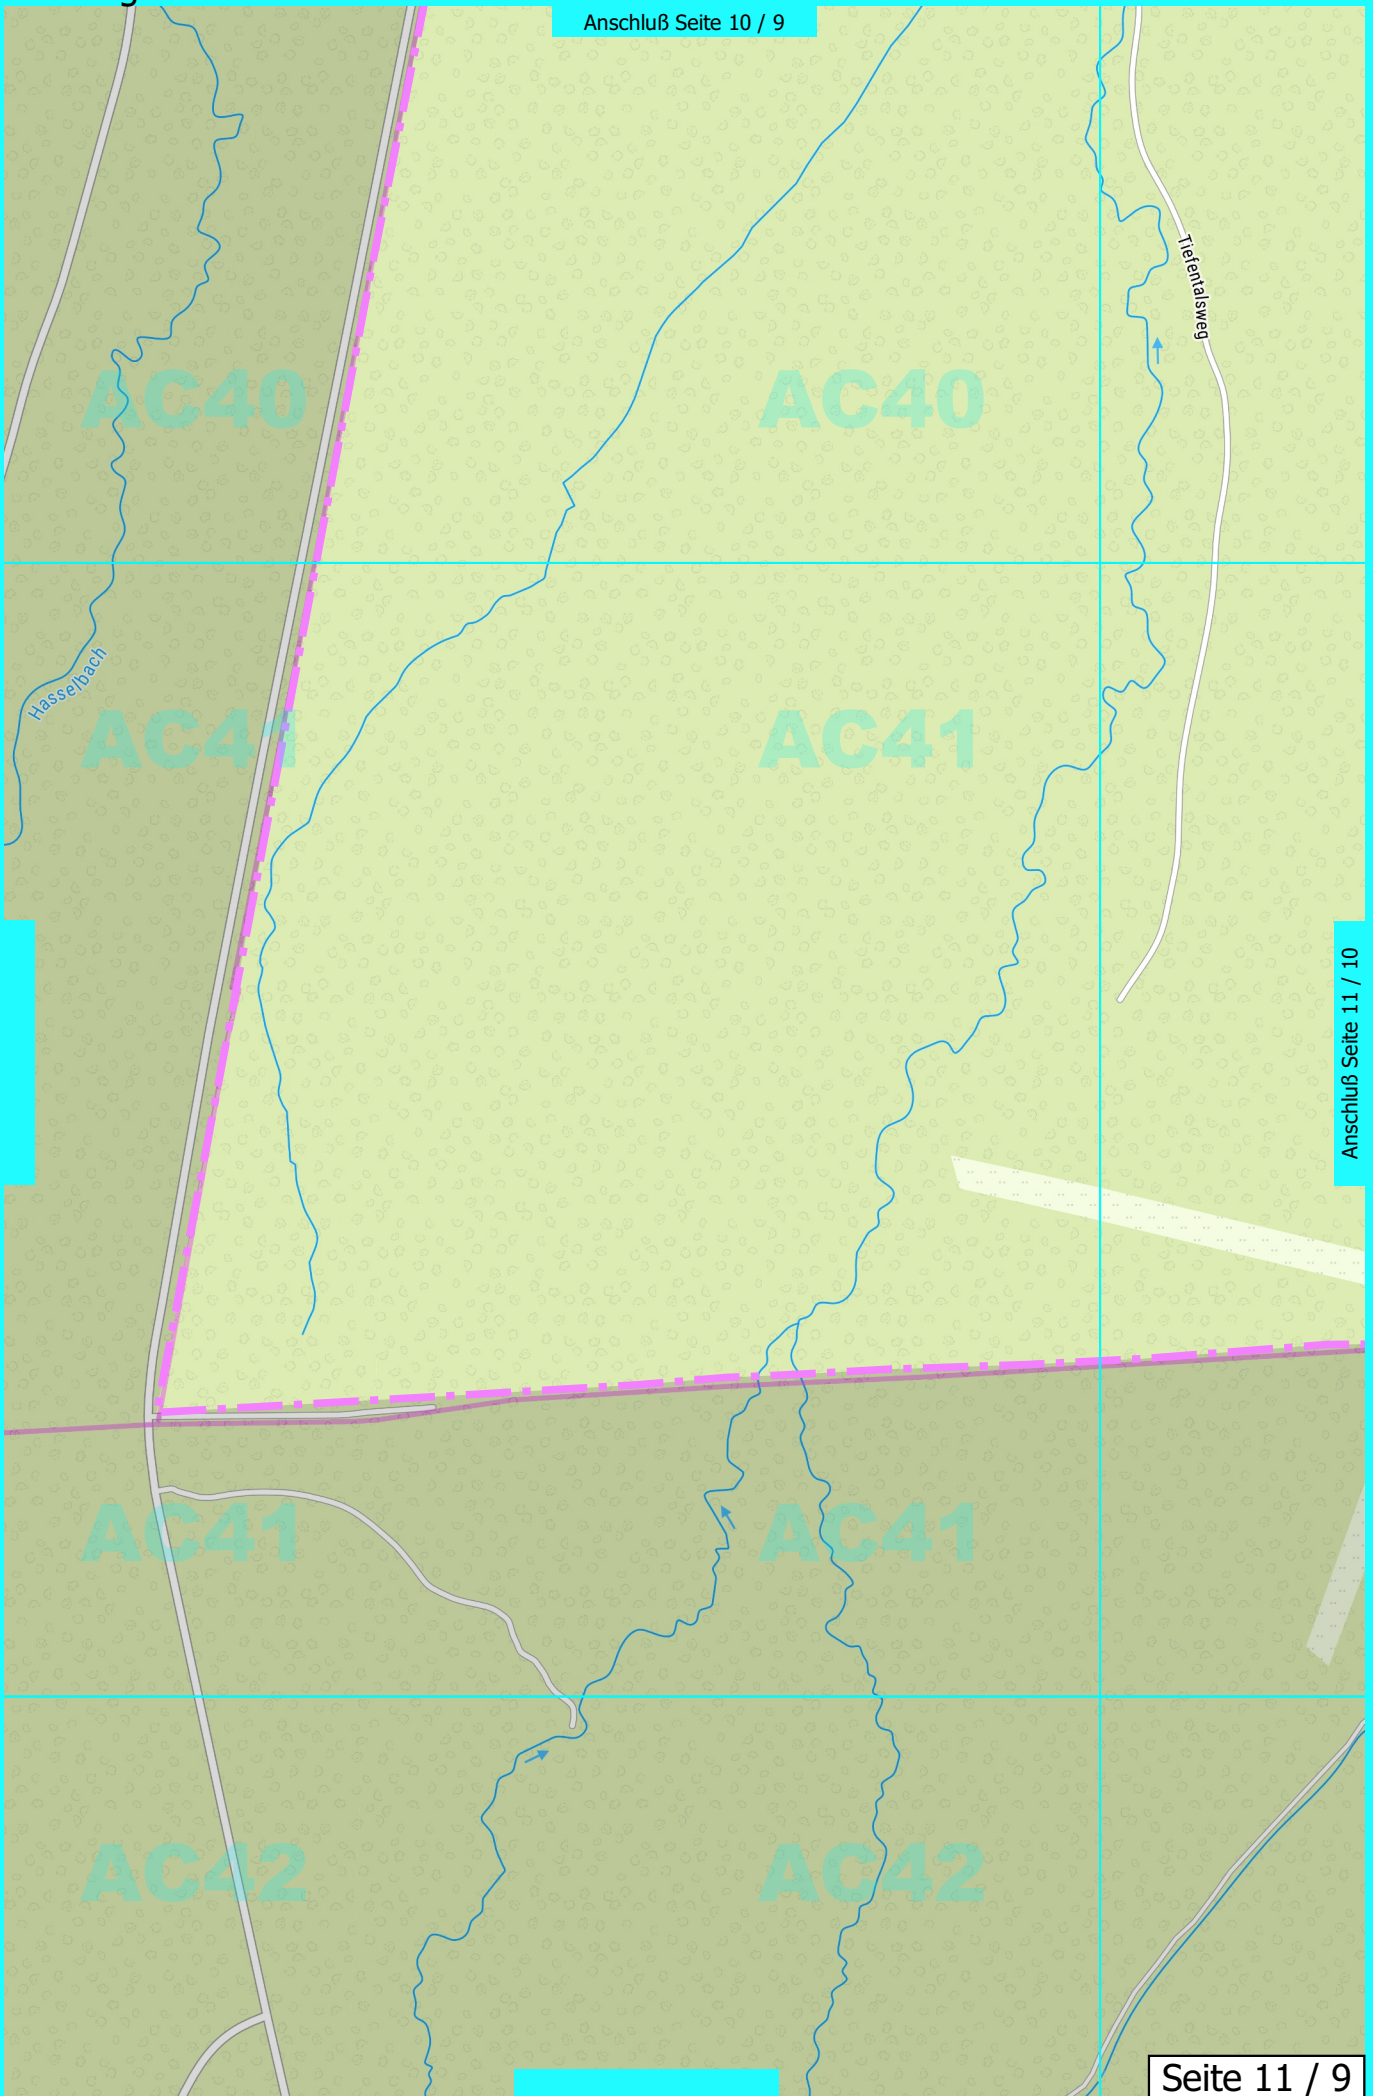 Anschluß Seite 10 / 9
Tiefentalsweg
AC40
AC40
Hasselbach
AC41
AC41
Anschluß Seite 11 / 10
AC41
AC41
AC42
AC42
Seite 11 / 9